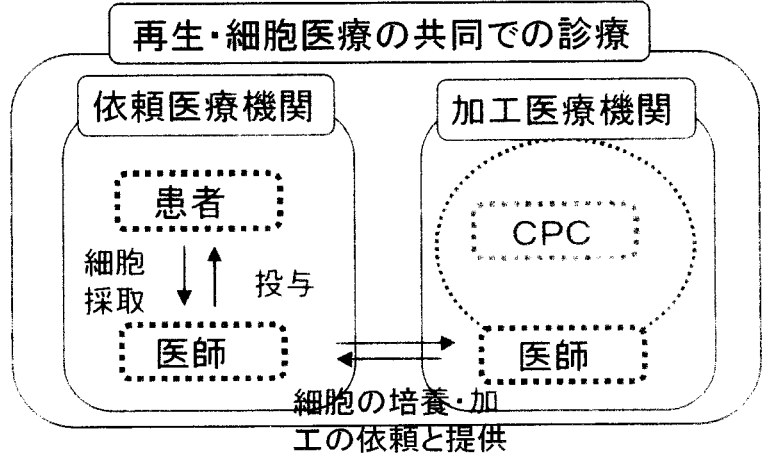 再生・細胞医療の共同での診療
依頼医療機関
加工医療機関
患者
CPC
細胞
採取
投与
医師
医師
細胞の培養・加
工の依頼と提供